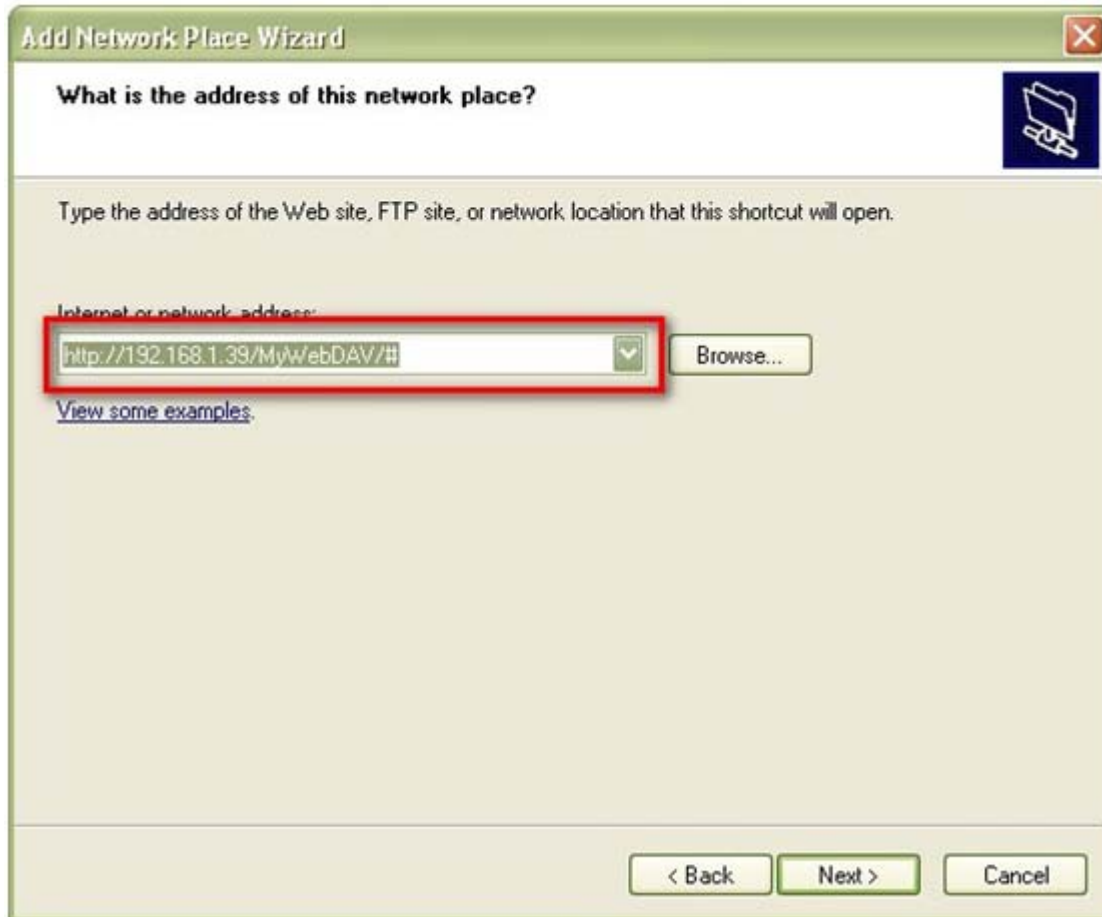 Add Network Place Wizard
What is the address of this network place?
Type the address of the Web site, FTP site, or network location that this shortcut will open.
Internet or network address:
http://192.168.1.39/MyWebDAV/#
Browse...
View some examples.
< Back
Next >
Cancel